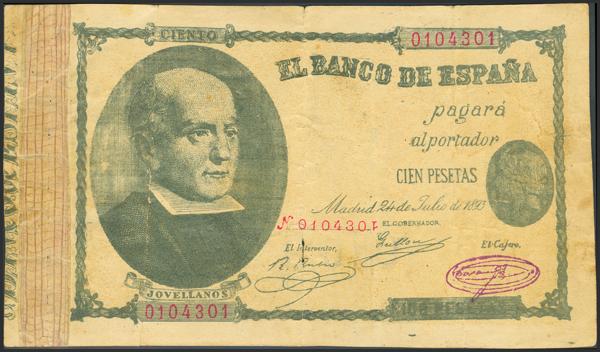 CIENTO
0104301
EL BANCO DE ESPAÑA
pagará
al portador
CIEN PESETAS
Madrid 24 de Julio de 1893
Nº 0104301
EL GOBERNADOR.
El Interventor,
El Cajero.
JOVELLANOS
0104301